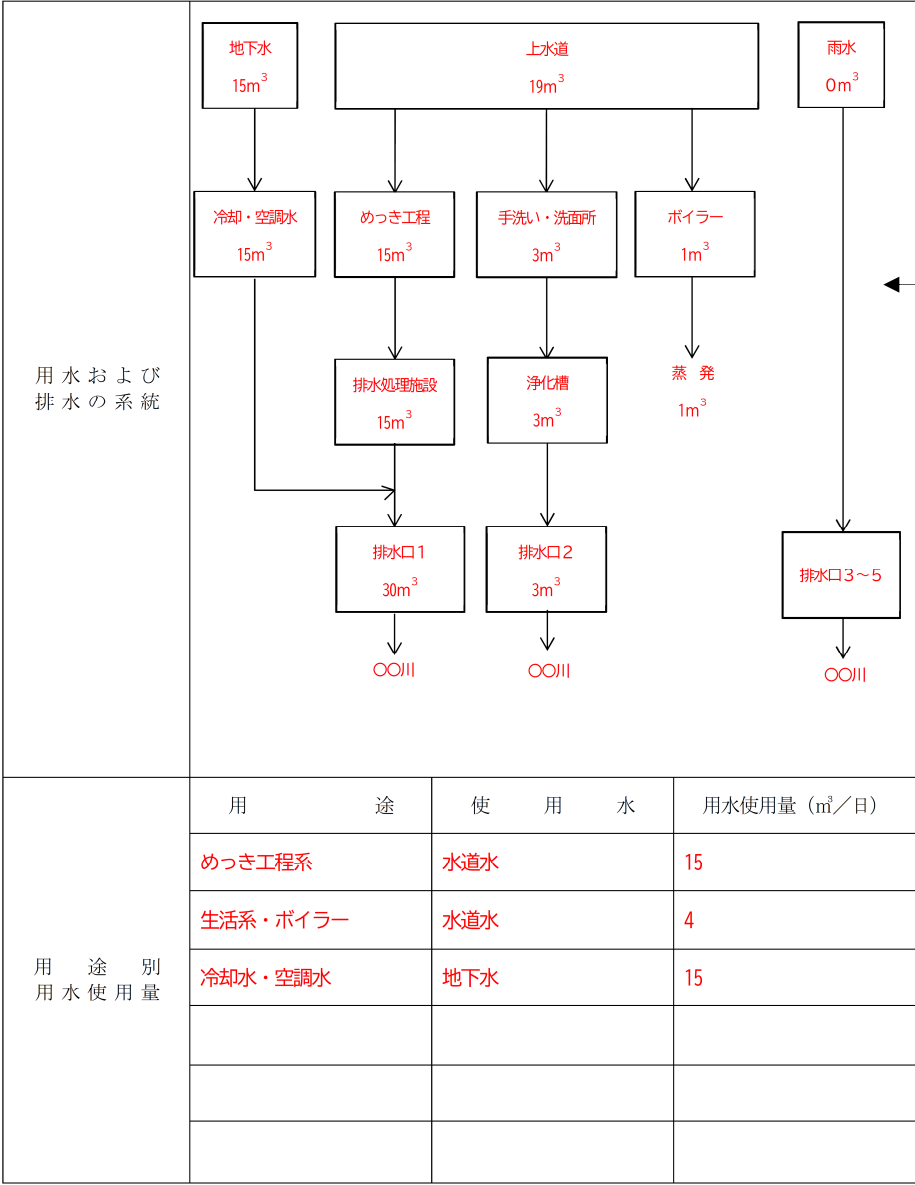 地下水
15m³
上水道
19m³
雨水
０m³
冷却・空調水
15m³
めっき工程
15m³
手洗い・洗面所
3m³
ボイラー
1m³
用水および
排水の系統
排水処理施設
15m³
浄化槽
3m³
蒸 発
1m³
排水口１
30m³
排水口２
3m³
排水口３～５
〇〇川
〇〇川
〇〇川
用 途 使 用 水 用水使用量（㎥／日）
めっき工程系 水道水 15
生活系・ボイラー 水道水 4
用 途 別
用水使用量
冷却水・空調水 地下水 15